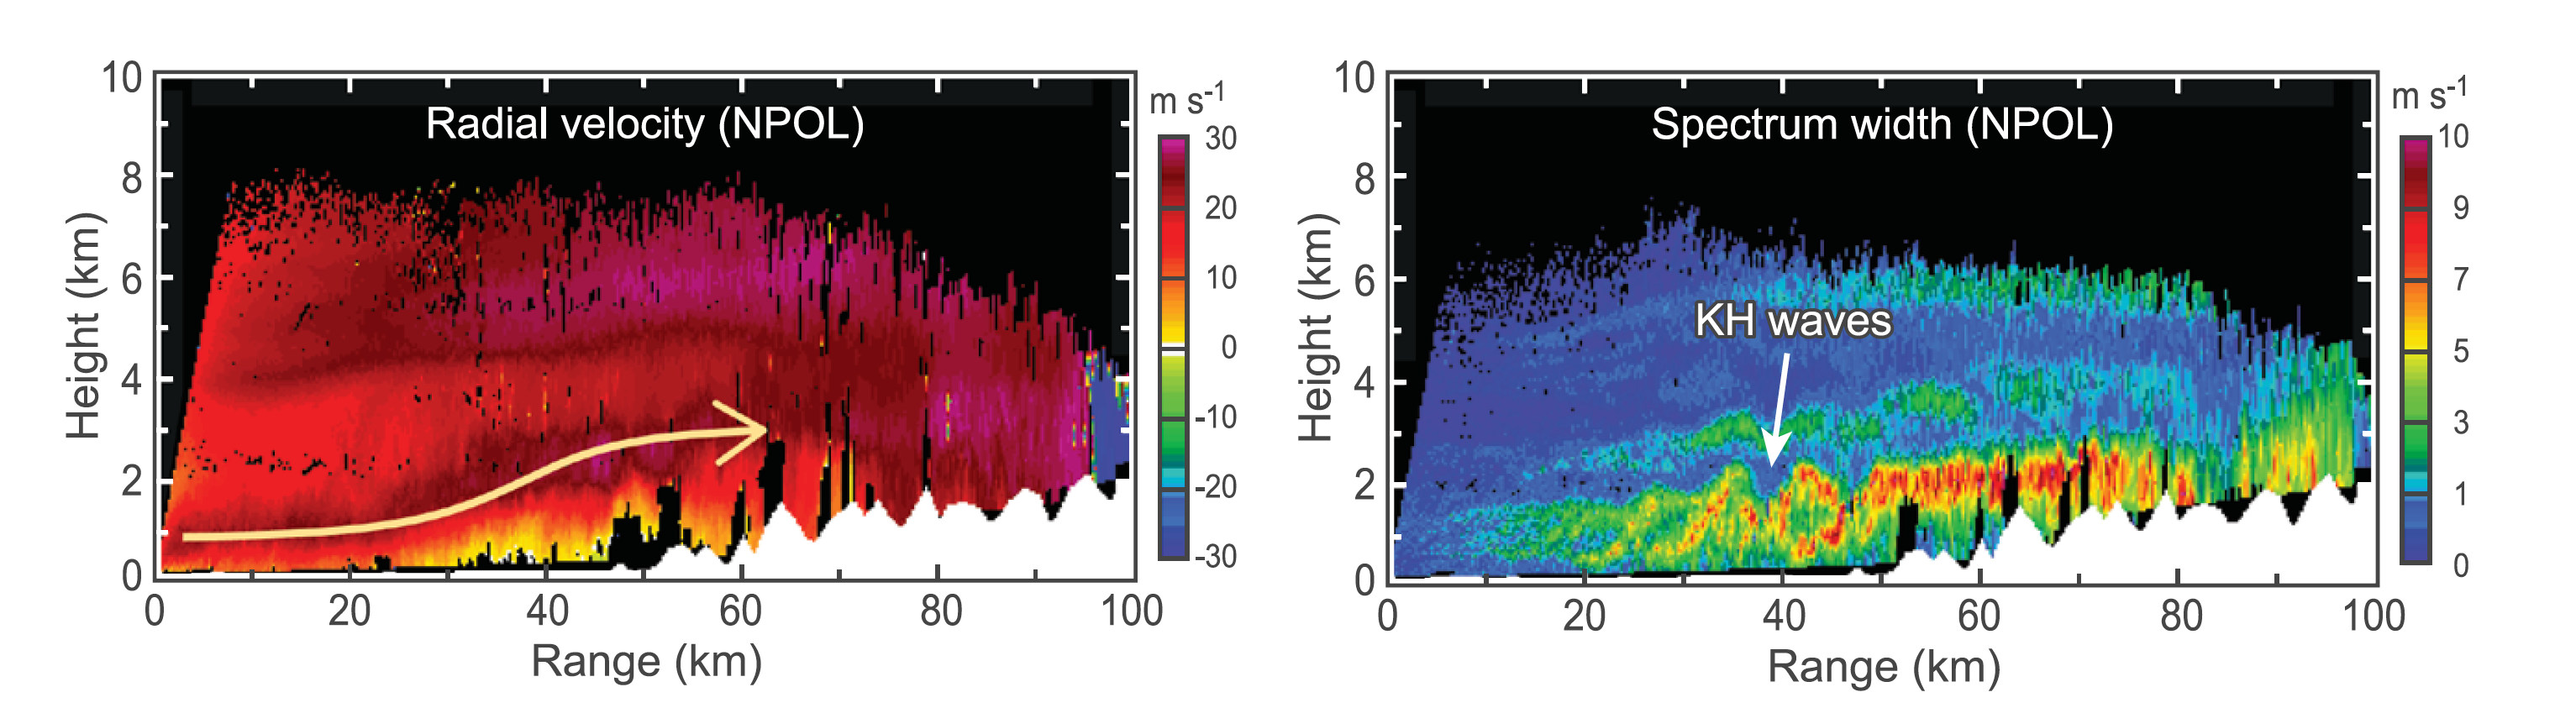 Radial velocity (NPOL)
10
8
6
4
2
0
Height (km)
0 20 40 60 80 100
Range (km)
m s-1
30
20
10
0
-10
-20
-30
Spectrum width (NPOL)
KH waves
10
8
6
4
2
0
Height (km)
0 20 40 60 80 100
Range (km)
m s-1
10
9
7
5
3
1
0